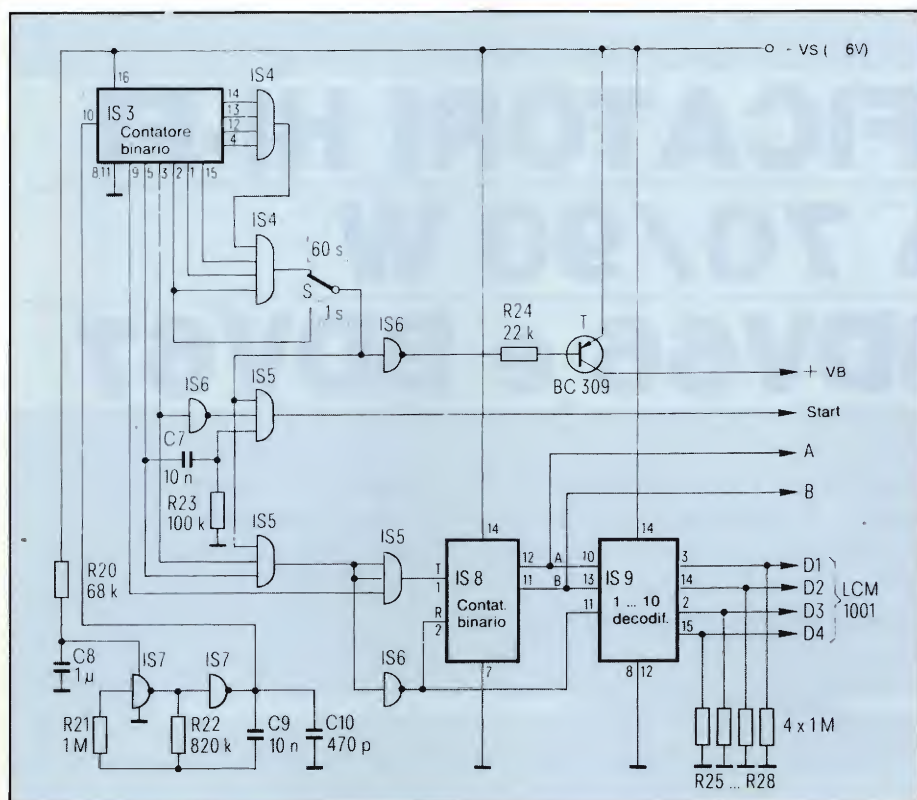 - VS ( 6V)
16
10
IS 3
Contatore
binario
14
13
12
4
IS4
8, 11
9
5
3
2
1
15
IS4
60 s
S
1s
IS6
R24
22 k
T
BC 309
+ VB
Start
A
B
IS6
IS5
C7
10 n
R23
100 k
IS5
IS5
R20
68 k
14
T
1
IS 8
Contat.
binario
R
2
12
A
11
B
7
14
10
13
11
IS 9
1 ... 10
decodif.
3
14
2
15
8
12
D1
D2
D3
D4
LCM
1001
IS6
C8
1 µ
IS7
IS7
R21
1 M
R22
820 k
C9
10 n
C10
470 p
4 x 1 M
R25 ... R28